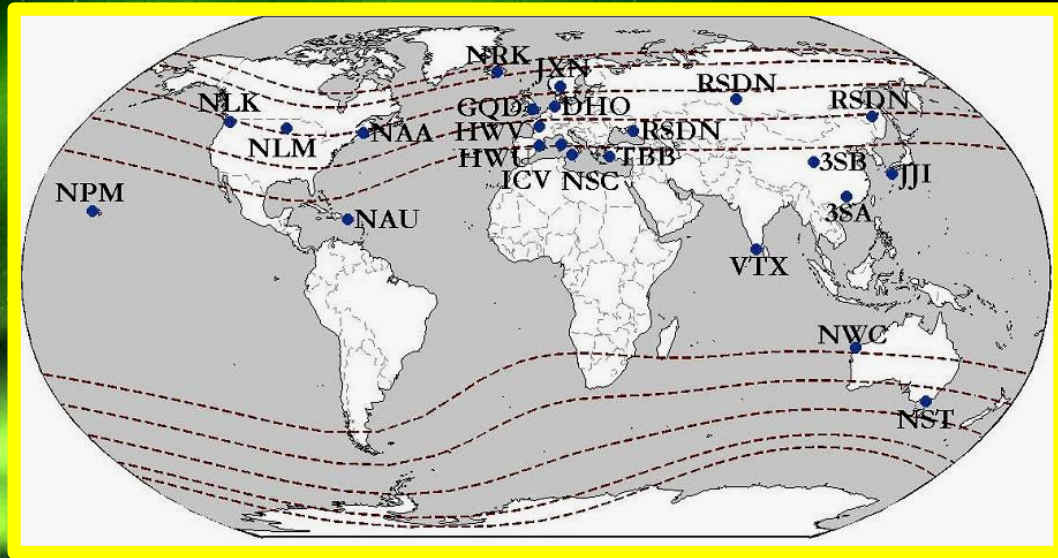 NRK
JXN
RSDN
NLK
GQD
DHO
RSDN
NAA
HWV
RSDN
NLM
HWU
TBB
3SB
JJI
ICV
NSC
NPM
NAU
3SA
VTX
NWC
NST